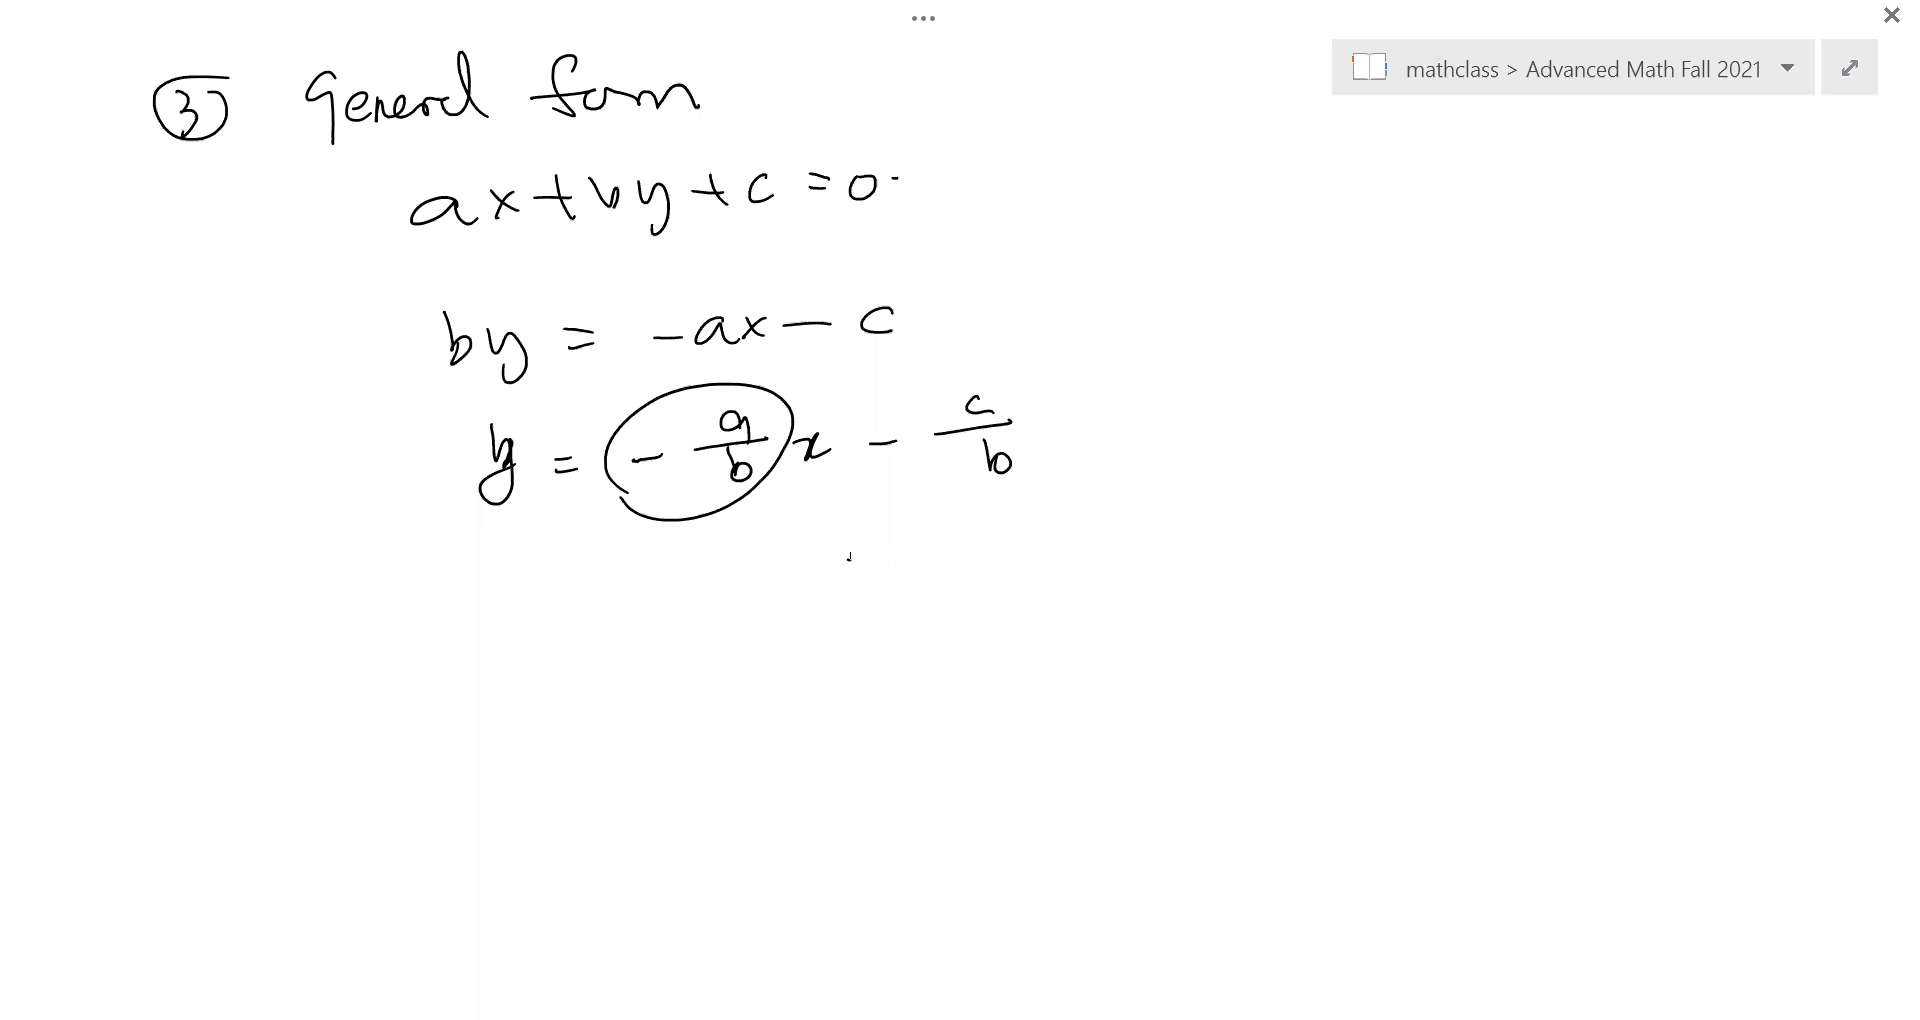 ...
mathclass > Advanced Math Fall 2021
③ General form
ax + by + c = 0.
by = -ax - c
y = - a/b x - c/b